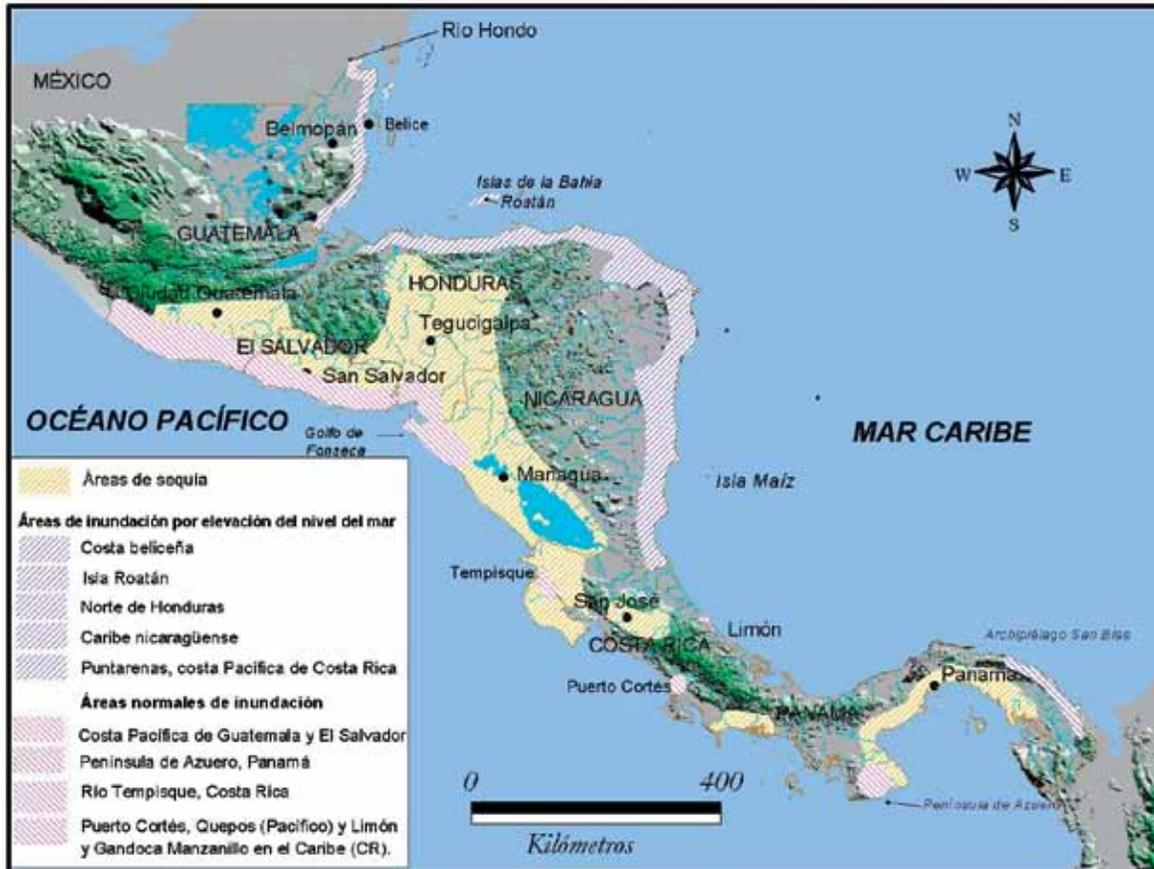 Río Hondo
MÉXICO
Belmopán
Belice
Islas de la Bahía
Roatán
N
W
E
S
GUATEMALA
HONDURAS
Ciudad Guatemala
Tegucigalpa
El SALVADOR
San Salvador
NICARAGUA
OCÉANO PACÍFICO
MAR CARIBE
Golfo de
Fonzeca
Managua
Isla Maíz
Tempisque
San José
Limón
COSTA RICA
Archipiélago San Blas
Puerto Cortés
Panamá
PANAMA
Península de Azuero
0
400
Kilómetros
Áreas de sequía
Áreas de inundación por elevación del nivel del mar
Costa beliceña
Isla Roatán
Norte de Honduras
Caribe nicaragüense
Puntarenas, costa Pacífica de Costa Rica
Áreas normales de inundación
Costa Pacífica de Guatemala y El Salvador
Península de Azuero, Panamá
Río Tempisque, Costa Rica
Puerto Cortés, Quepos (Pacífico) y Limón
y Gandoca Manzanillo en el Caribe (CR).